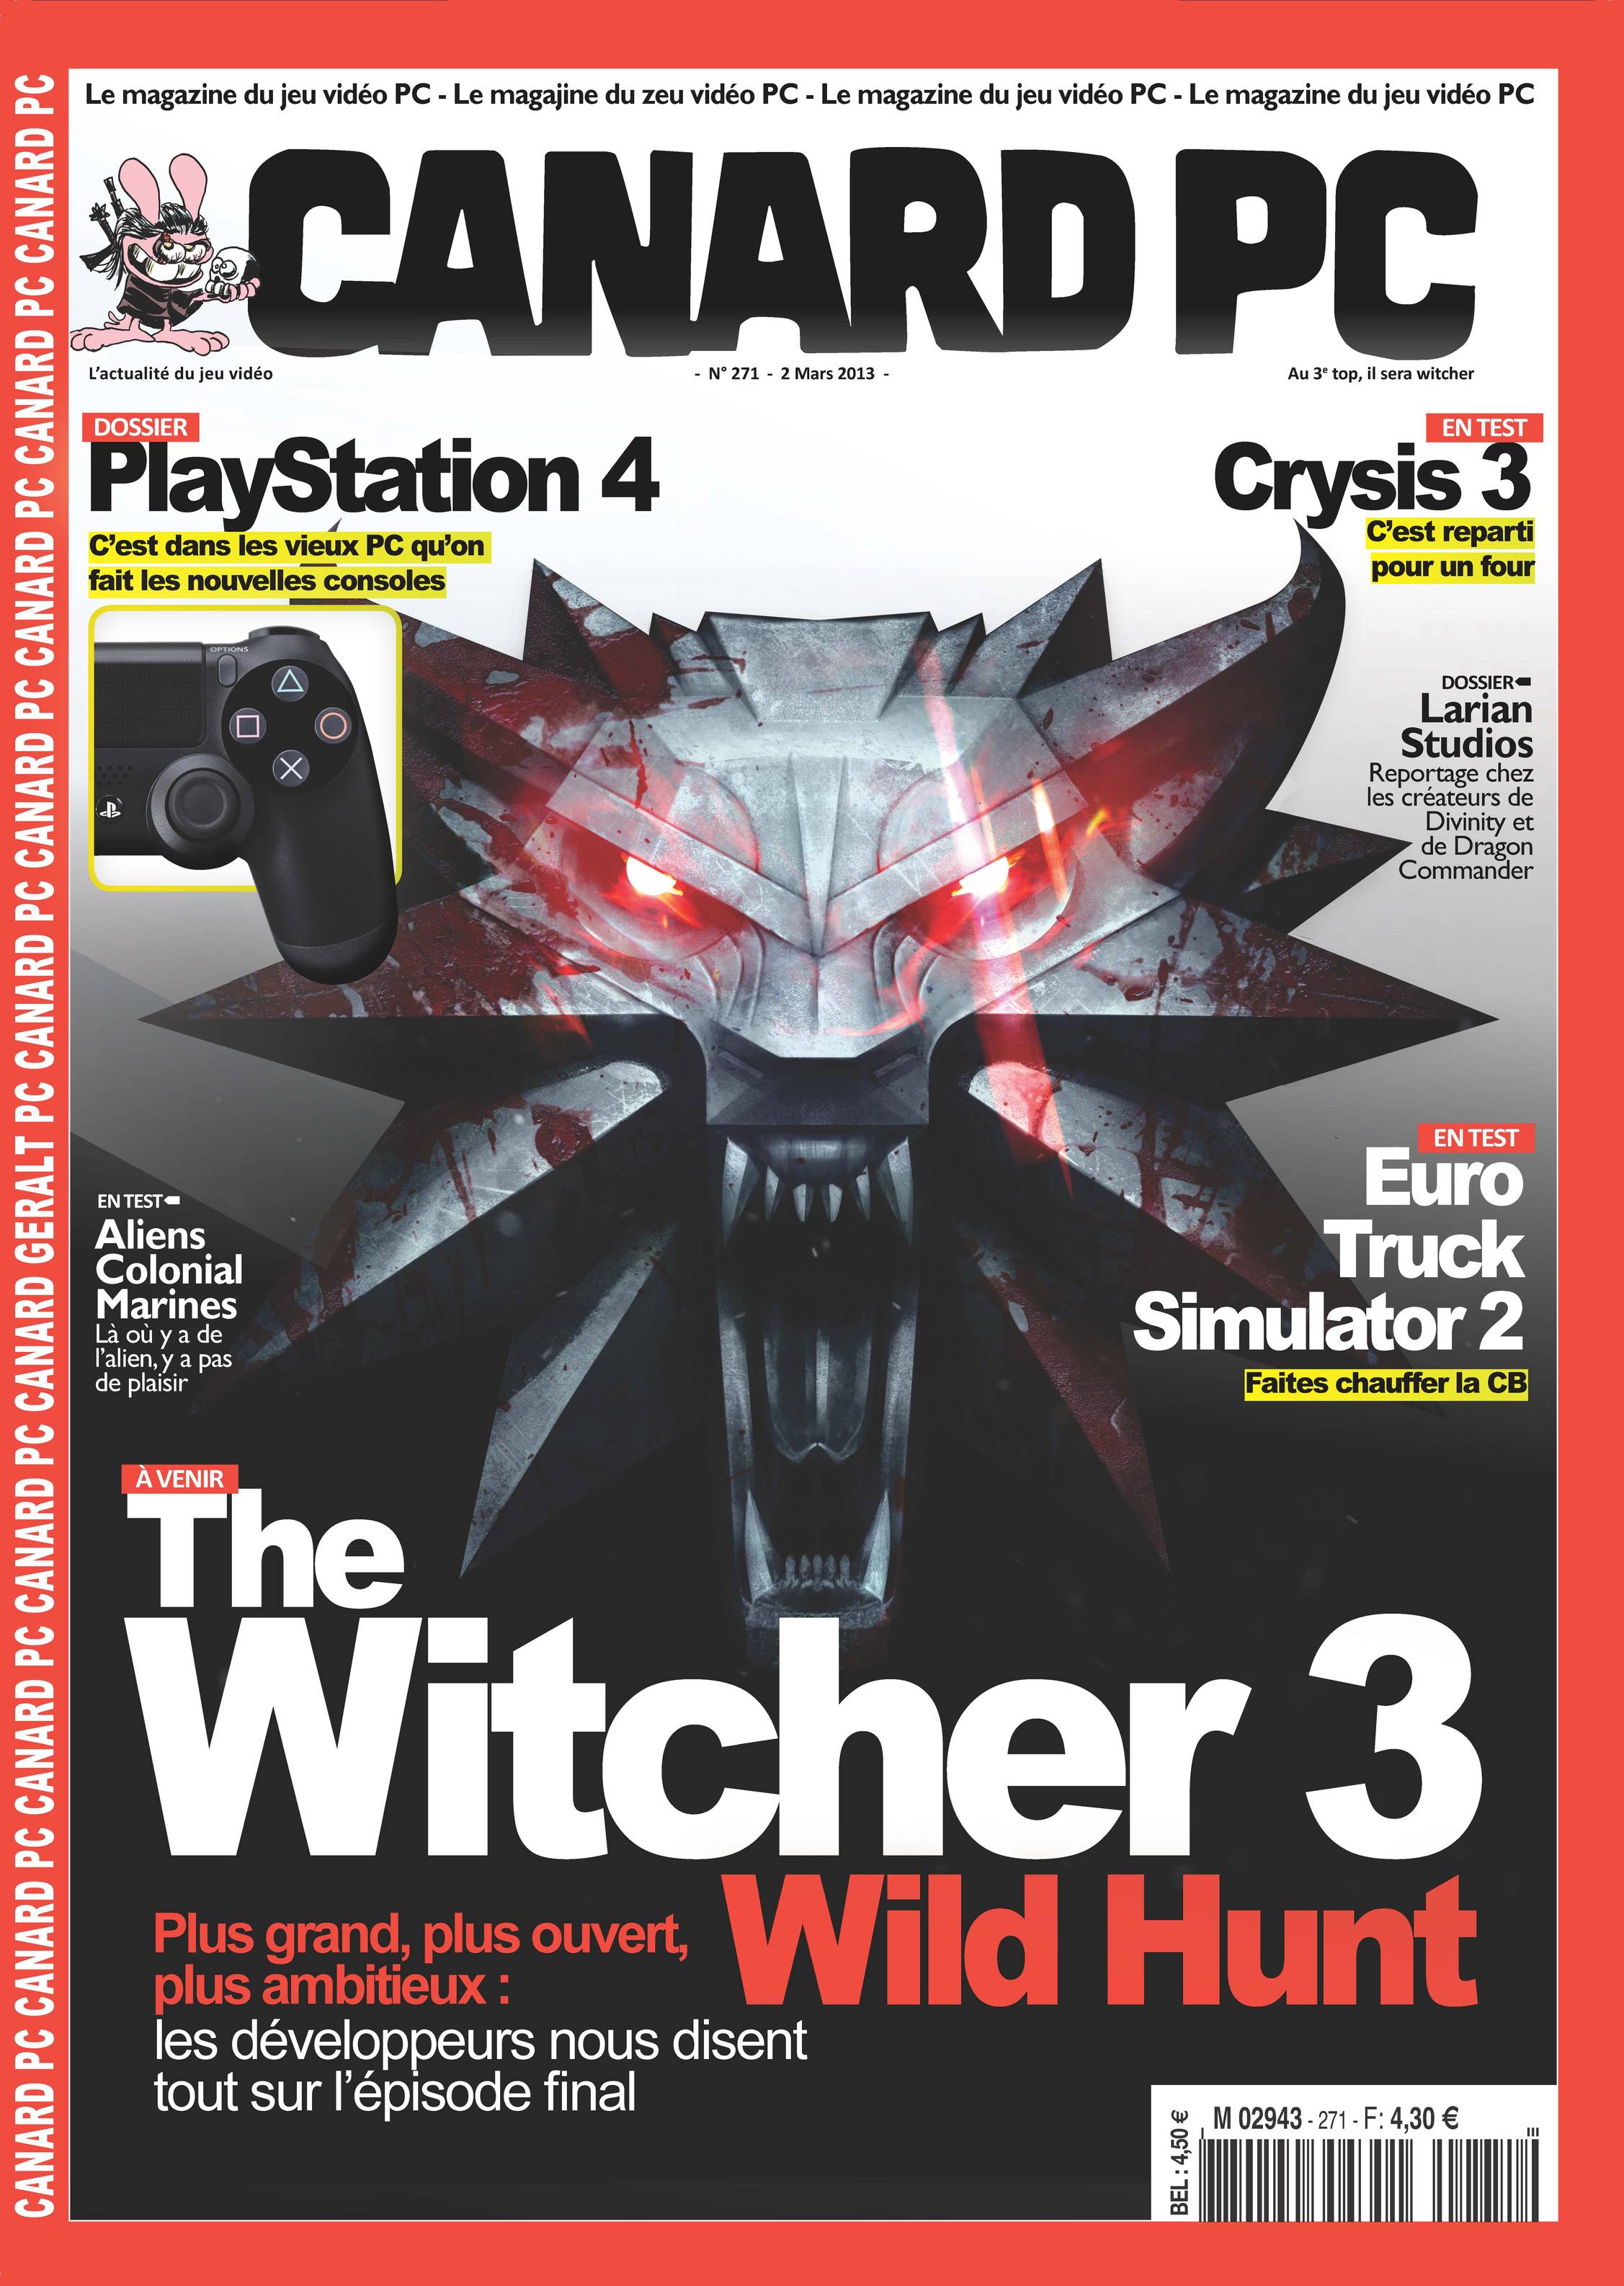 Le magazine du jeu vidéo PC - Le magajine du zeu vidéo PC - Le magazine du jeu vidéo PC - Le magazine du jeu vidéo PC
CANARD PC
L'actualité du jeu vidéo
- N° 271 - 2 Mars 2013 -
Au 3e top, il sera witcher
DOSSIER
PlayStation 4
C'est dans les vieux PC qu'on
fait les nouvelles consoles
OPTIONS
EN TEST
Crysis 3
C'est reparti
pour un four
DOSSIER
Larian
Studios
Reportage chez
les créateurs de
Divinity et
de Dragon
Commander
EN TEST
Euro
Truck
Simulator 2
Faites chauffer la CB
EN TEST
Aliens
Colonial
Marines
Là où y a de
l'alien, y a pas
de plaisir
À VENIR
The
Witcher 3
Wild Hunt
Plus grand, plus ouvert,
plus ambitieux :
les développeurs nous disent
tout sur l'épisode final
BEL : 4,50 €
M 02943 - 271 - F: 4,30 €
CANARD PC CANARD PC CANARD PC CANARD PC CANARD PC CANARD GERALT PC CANARD PC CANARD PC CANARD PC CANARD PC CANARD PC CANARD PC